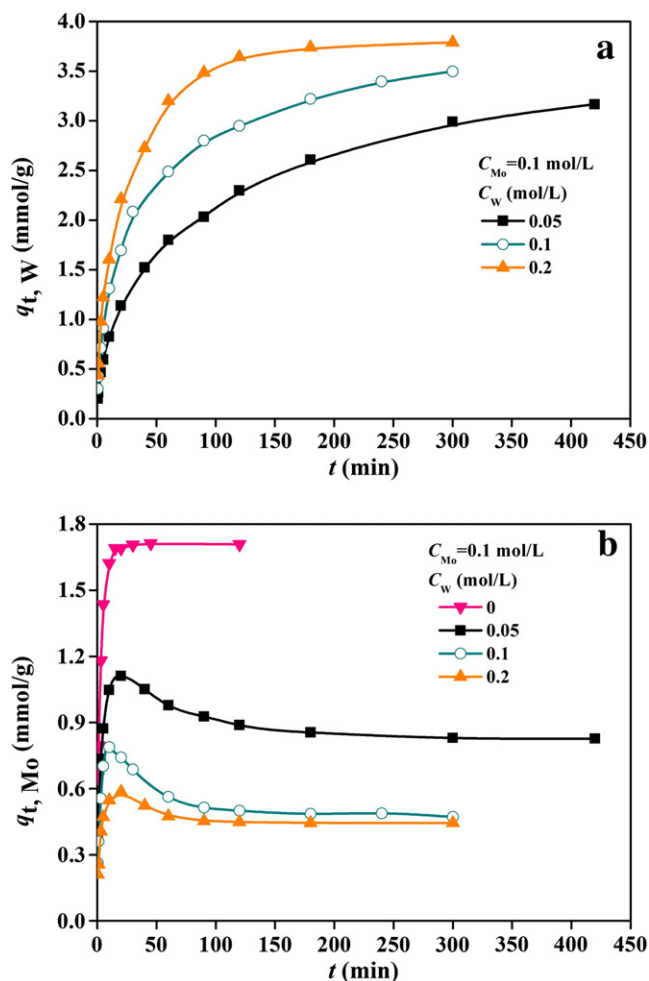 a
4.0
3.5
3.0
2.5
2.0
1.5
1.0
0.5
0.0
q_t, W (mmol/g)
C_Mo=0.1 mol/L
C_W (mol/L)
0.05
0.1
0.2
0 50 100 150 200 250 300 350 400 450
t (min)
b
1.8
1.5
1.2
0.9
0.6
0.3
0.0
q_t, Mo (mmol/g)
C_Mo=0.1 mol/L
C_W (mol/L)
0
0.05
0.1
0.2
0 50 100 150 200 250 300 350 400 450
t (min)